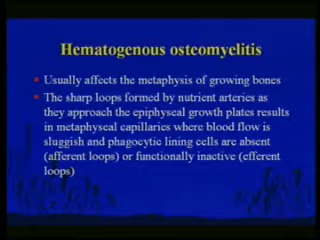 Hematogenous osteomyelitis
Usually affects the metaphysis of growing bones
The sharp loops formed by nutrient arteries as
they approach the epiphyseal growth plates results
in metaphyseal capillaries where blood flow is
sluggish and phagocytic lining cells are absent
(afferent loops) or functionally inactive (efferent
loops)